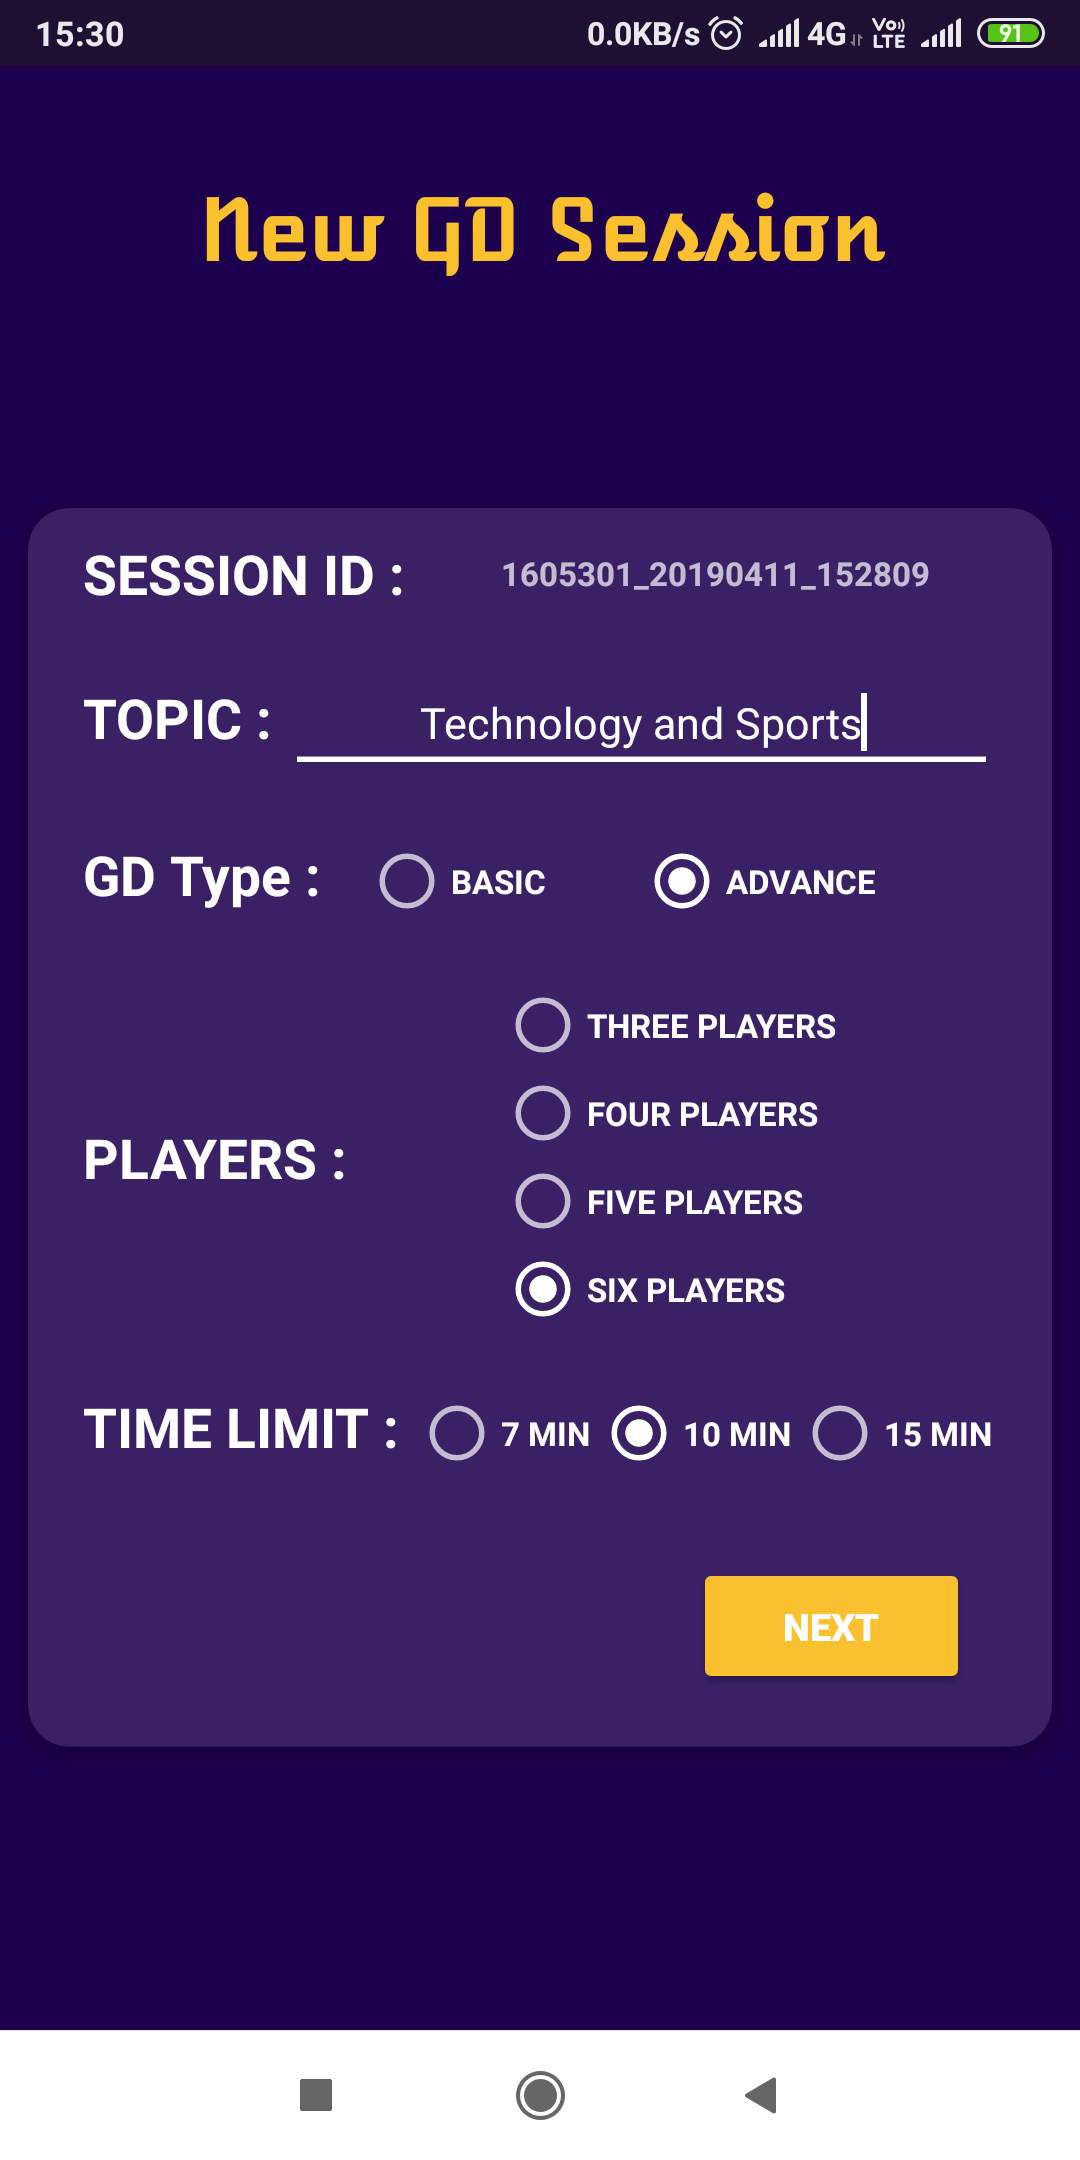 15:30 0.0KB/s 4G Vo LTE 91
New GD Session
SESSION ID : 1605301_20190411_152809
TOPIC : Technology and Sports
GD Type : BASIC ADVANCE
THREE PLAYERS
FOUR PLAYERS
PLAYERS :
FIVE PLAYERS
SIX PLAYERS
TIME LIMIT : 7 MIN 10 MIN 15 MIN
NEXT